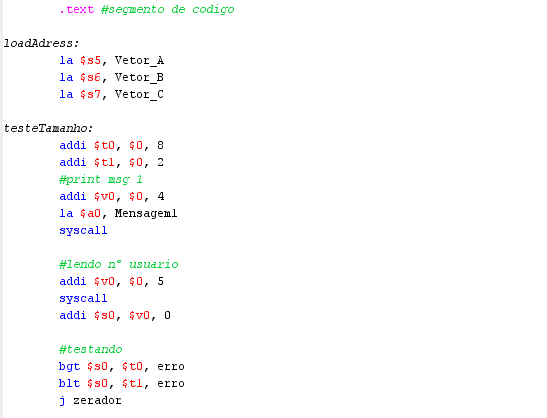 .text #segmento de codigo
loadAdress:
la $s5, Vetor_A
la $s6, Vetor_B
la $s7, Vetor_C
testeTamanho:
addi $t0, $0, 8
addi $t1, $0, 2
#print msg 1
addi $v0, $0, 4
la $a0, Mensagem1
syscall
#lendo n° usuario
addi $v0, $0, 5
syscall
addi $s0, $v0, 0
#testando
bgt $s0, $t0, erro
blt $s0, $t1, erro
j zerador